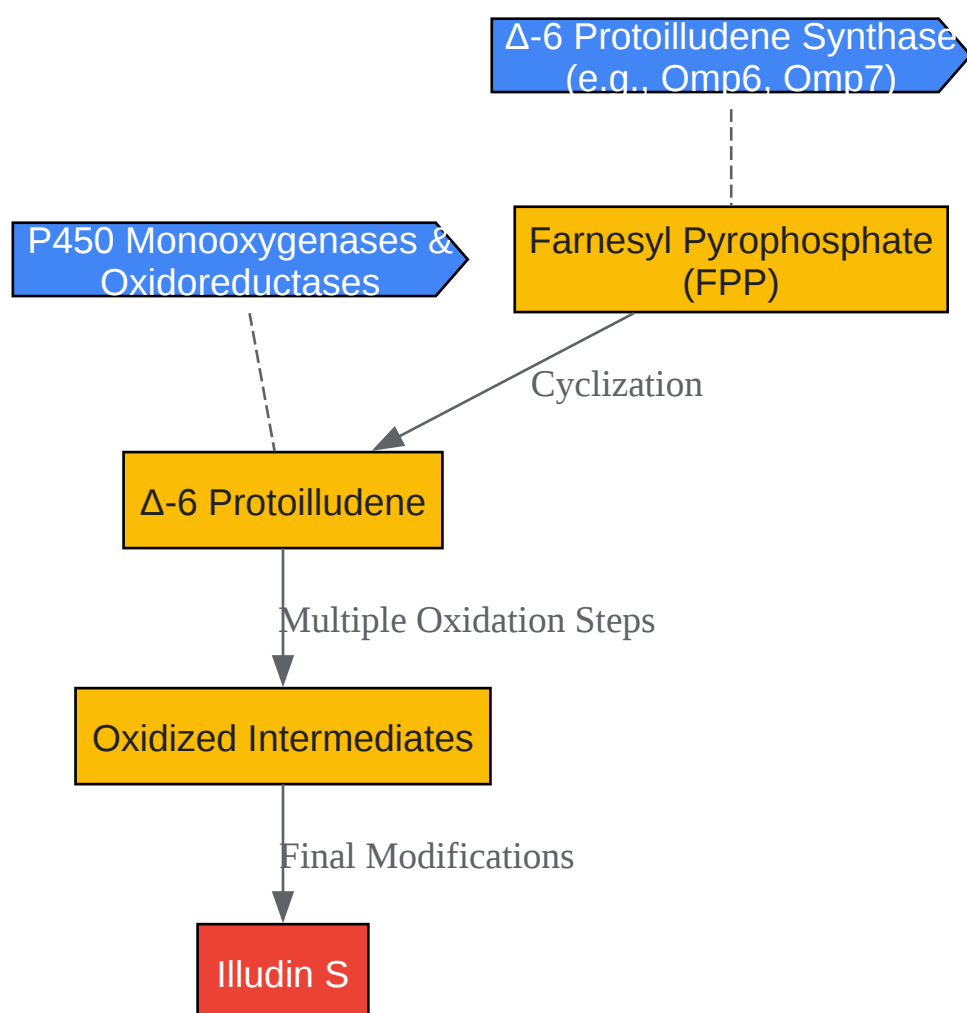 Δ-6 Protoilludene Synthase
(e.g., Omp6, Omp7)
P450 Monooxygenases &
Oxidoreductases
Farnesyl Pyrophosphate
(FPP)
Cyclization
Δ-6 Protoilludene
Multiple Oxidation Steps
Oxidized Intermediates
Final Modifications
Illudin S